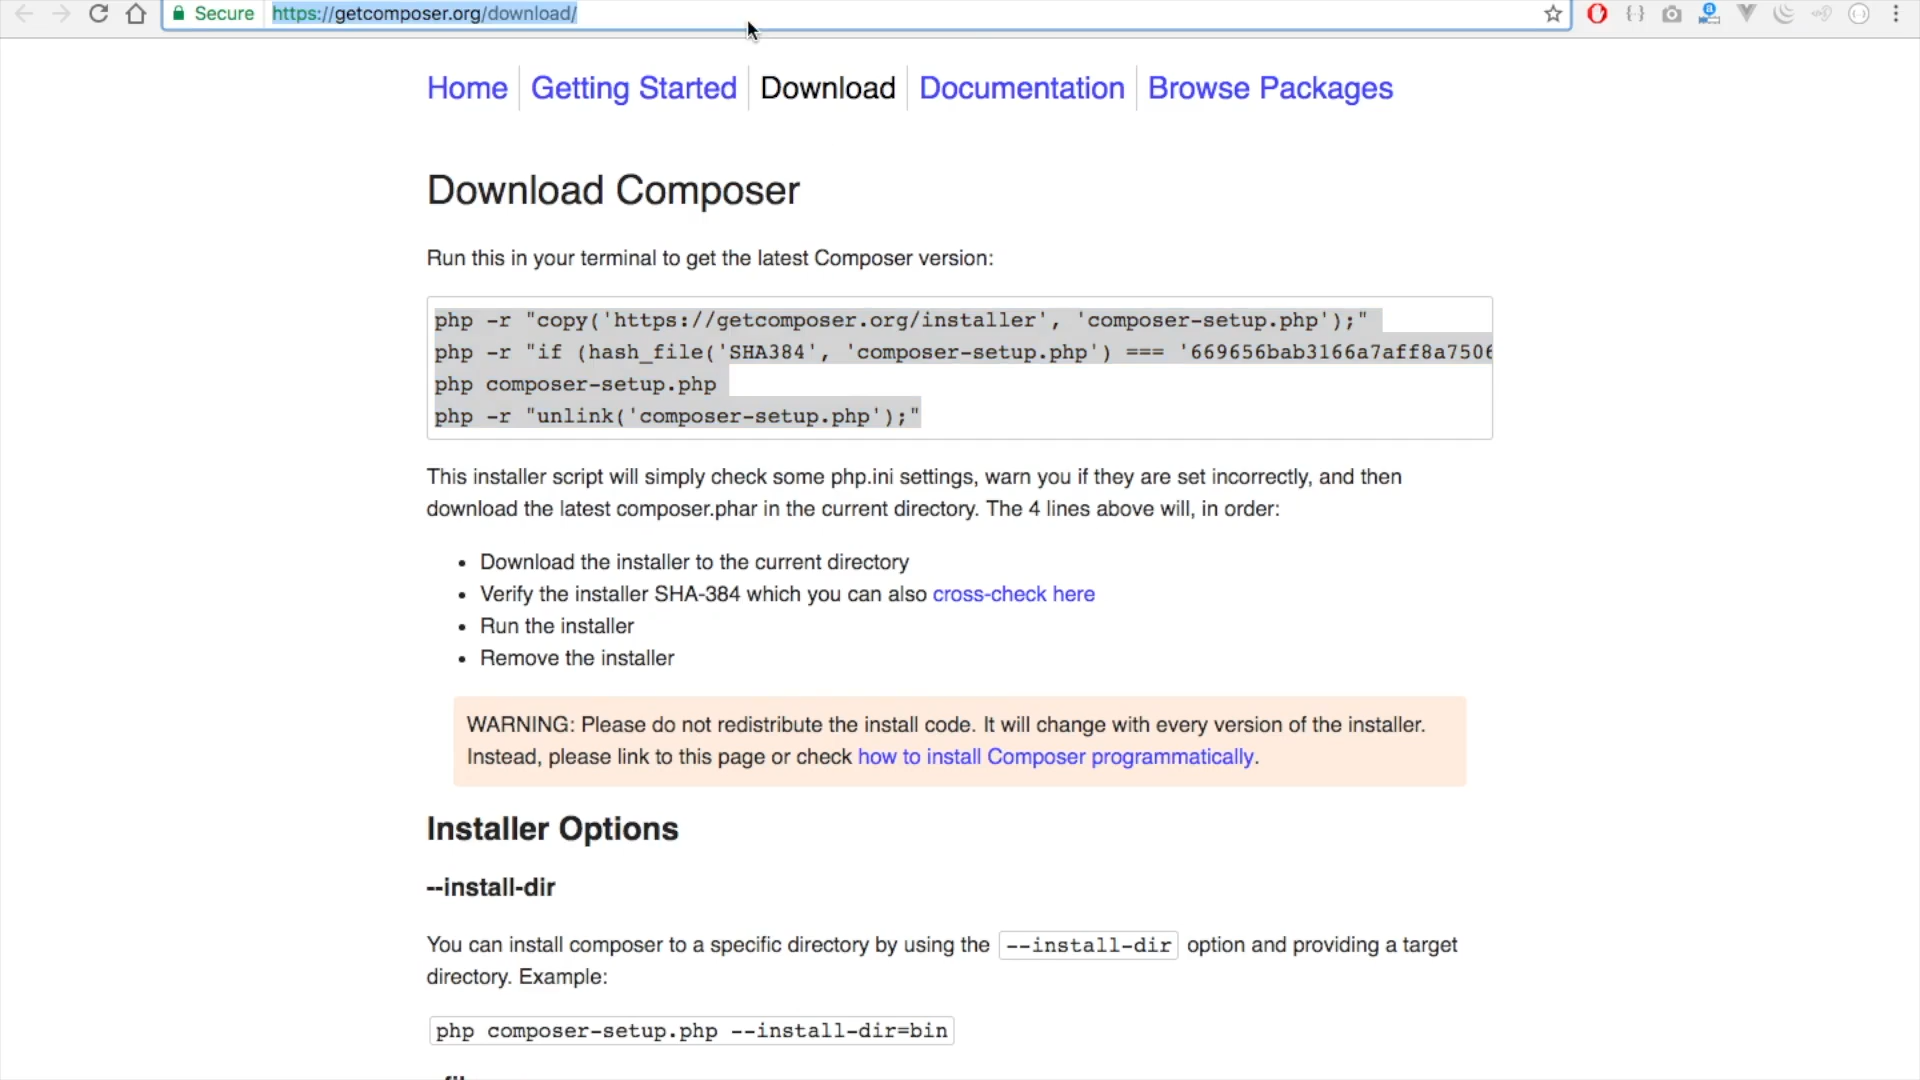 Secure https://getcomposer.org/download/
Home Getting Started Download Documentation Browse Packages
Download Composer
Run this in your terminal to get the latest Composer version:
php -r "copy('https://getcomposer.org/installer', 'composer-setup.php');"
php -r "if (hash_file('SHA384', 'composer-setup.php') === '669656bab3166a7aff8a7506
php composer-setup.php
php -r "unlink('composer-setup.php');"
This installer script will simply check some php.ini settings, warn you if they are set incorrectly, and then
download the latest composer.phar in the current directory. The 4 lines above will, in order:
• Download the installer to the current directory
• Verify the installer SHA-384 which you can also cross-check here
• Run the installer
• Remove the installer
WARNING: Please do not redistribute the install code. It will change with every version of the installer.
Instead, please link to this page or check how to install Composer programmatically.
Installer Options
--install-dir
You can install composer to a specific directory by using the --install-dir option and providing a target
directory. Example:
php composer-setup.php --install-dir=bin